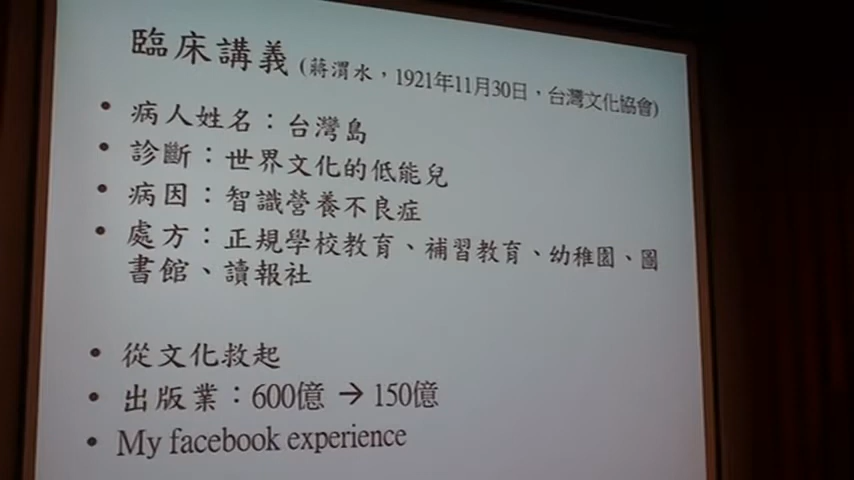 臨床講義 (蔣渭水，1921年11月30日，台灣文化協會)
• 病人姓名：台灣島
• 診斷：世界文化的低能兒
• 病因：智識營養不良症
• 處方：正規學校教育、補習教育、幼稚園、圖
書館、讀報社
• 從文化救起
• 出版業：600億 → 150億
• My facebook experience